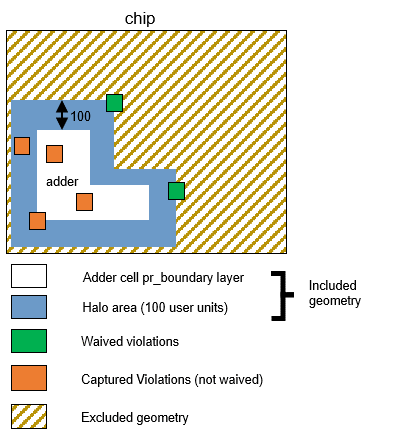 chip
100
adder
Adder cell pr_boundary layer
Halo area (100 user units)
Included
geometry
Waived violations
Captured Violations (not waived)
Excluded geometry